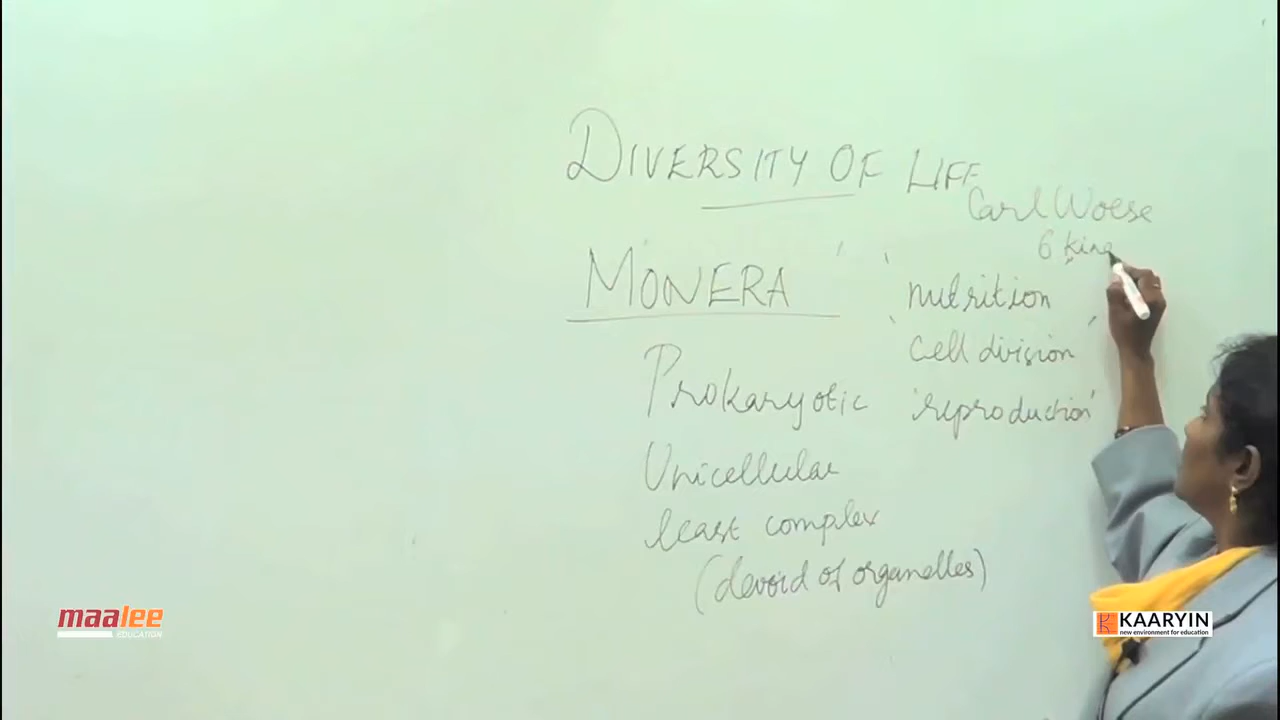 DIVERSITY OF LIFE
Carl Woese
6 King
MONERA
nutrition
cell division
Prokaryotic
'reproduction'
Unicellular
least complex
(devoid of organelles)
maalee
EDUCATION
KAARYIN
new environment for education